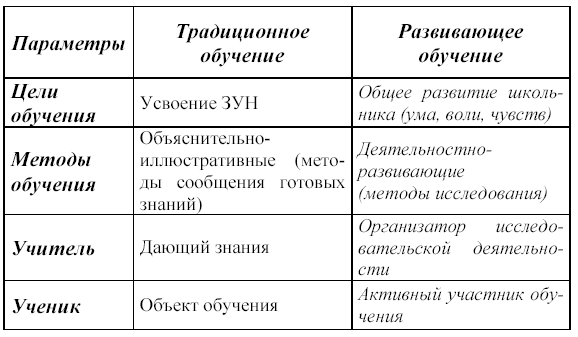 Параметры
Традиционное
обучение
Развивающее
обучение
Цели
обучения
Усвоение ЗУН
Общее развитие школь-
ника (ума, воли, чувств)
Методы
обучения
Объяснительно-
иллюстративные (мето-
ды сообщения готовых
знаний)
Деятельностно-
развивающие
(методы исследования)
Учитель
Дающий знания
Организатор исследо-
вательской деятельно-
сти
Ученик
Объект обучения
Активный участник обу-
чения